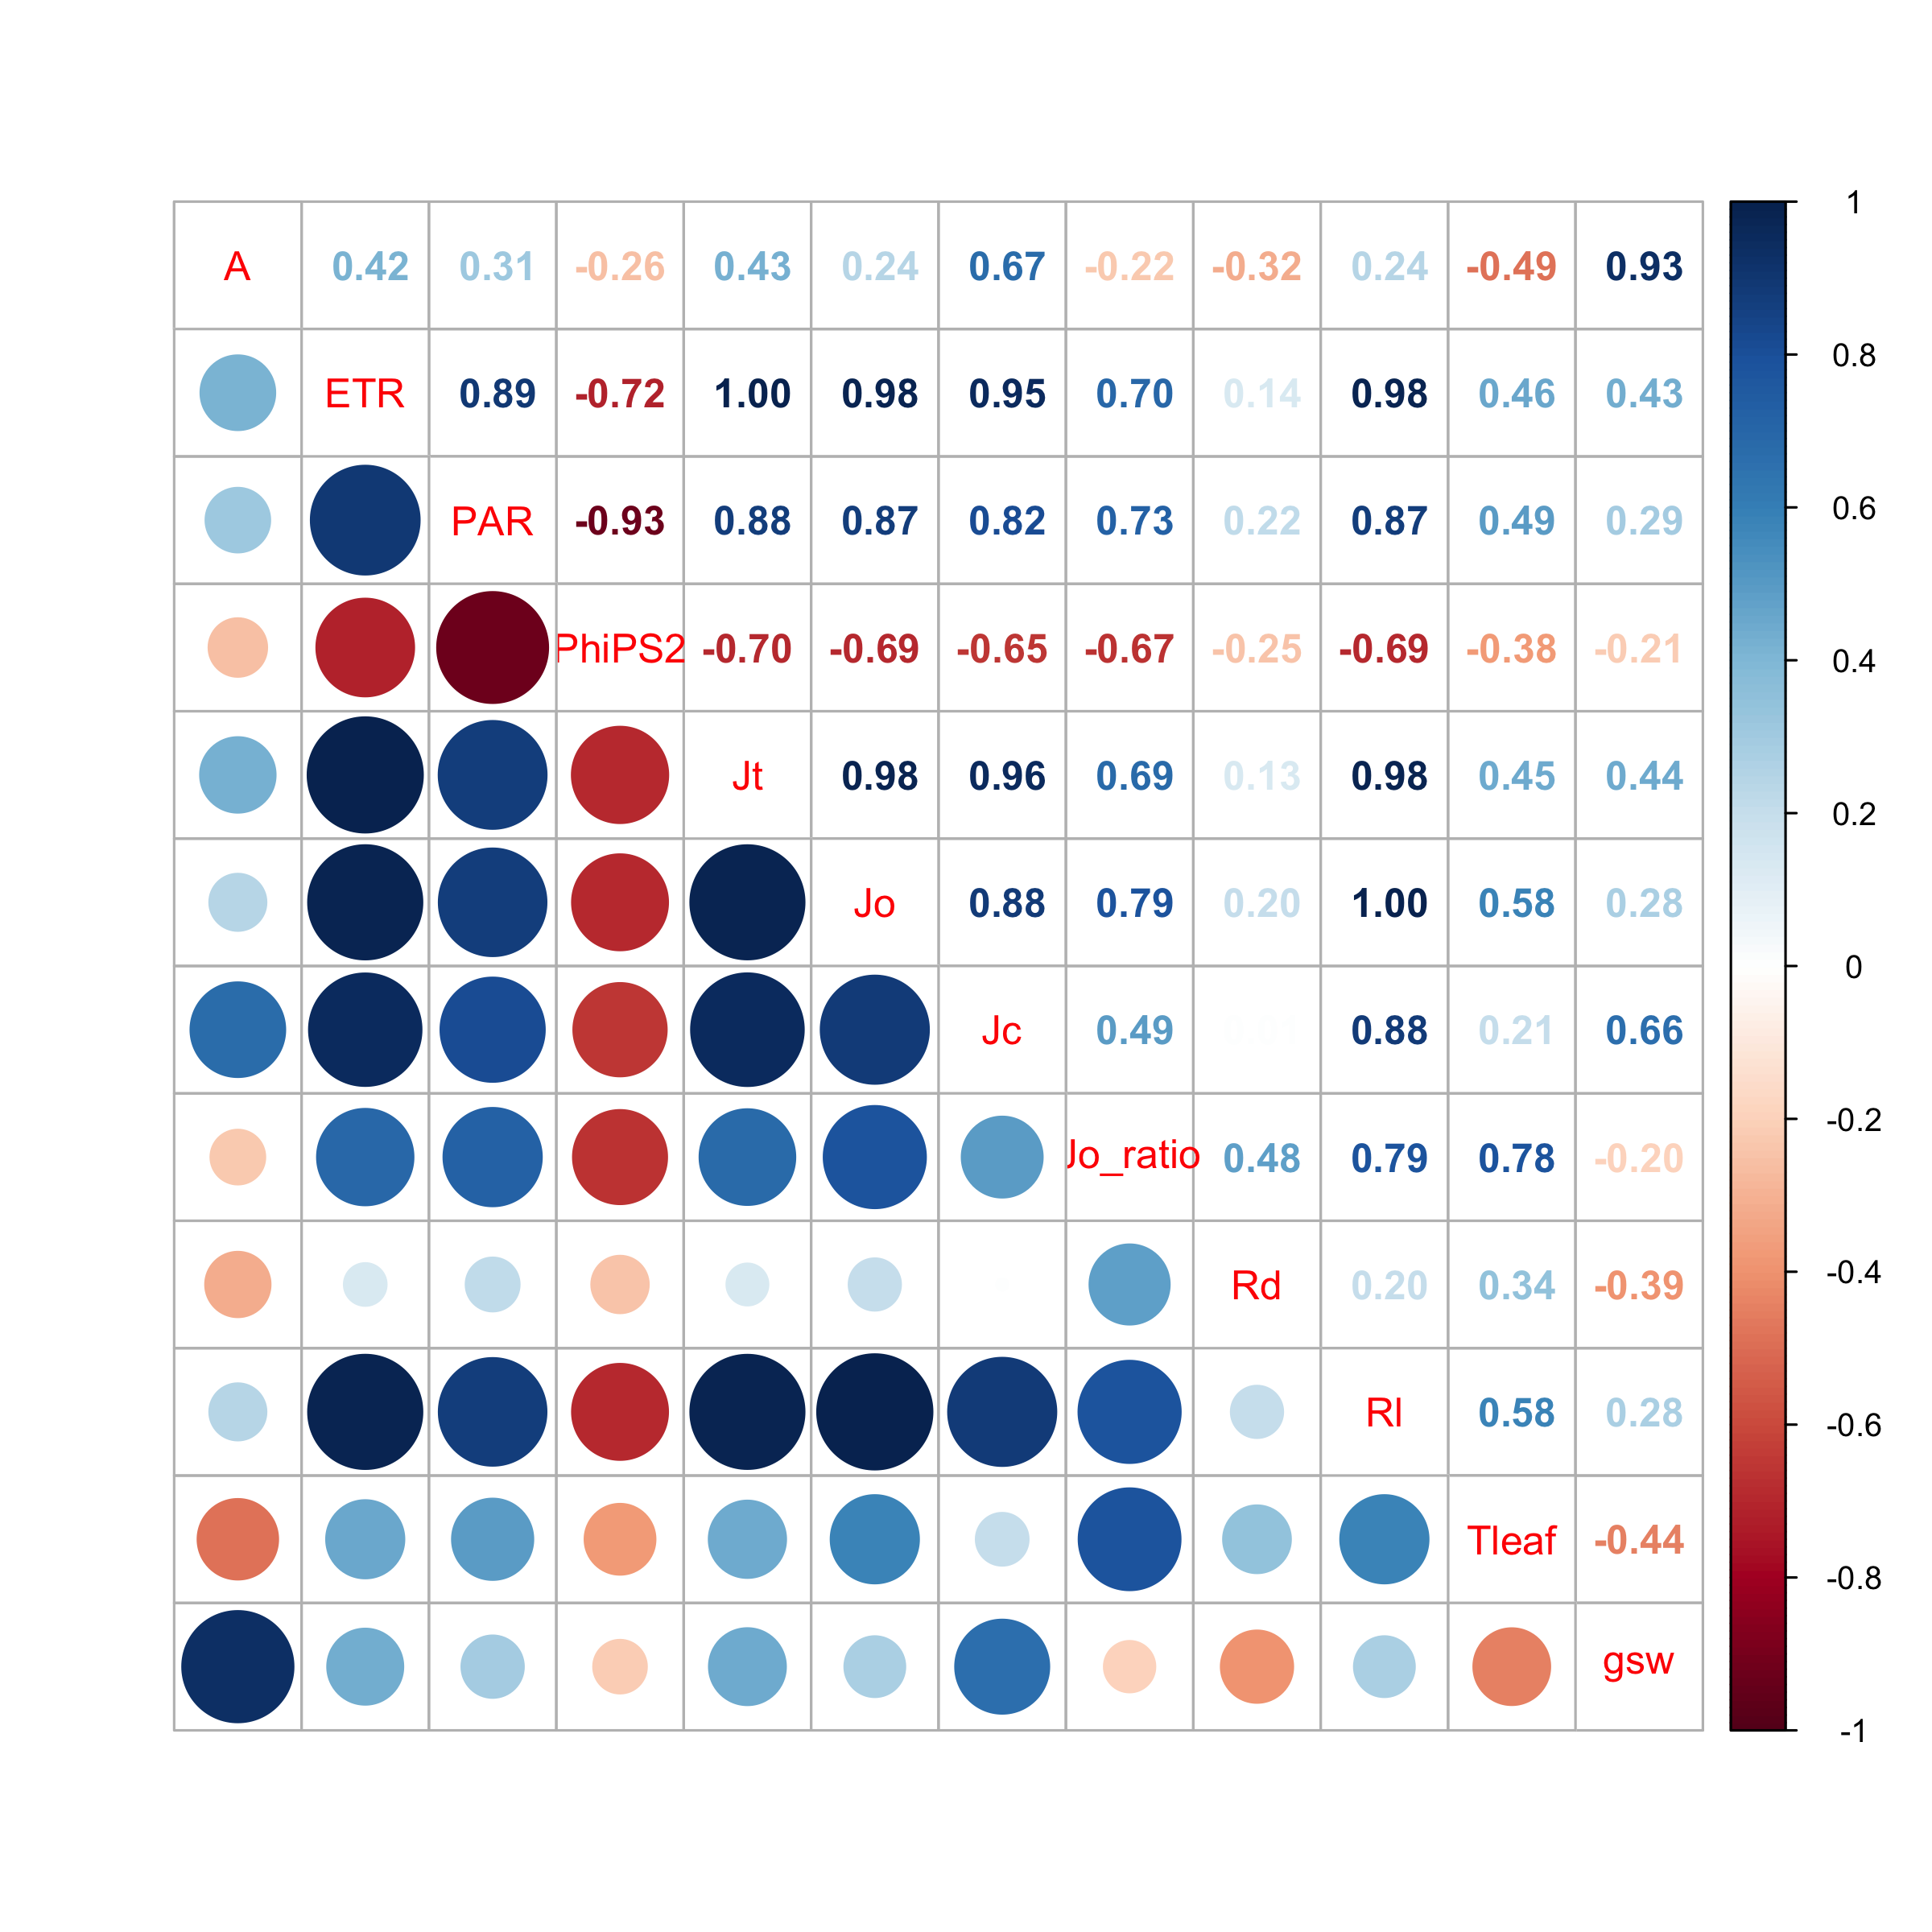 A 0.42 0.31 -0.26 0.43 0.24 0.67 -0.22 -0.32 0.24 -0.49 0.93
ETR 0.89 -0.72 1.00 0.98 0.95 0.70 0.14 0.98 0.46 0.43
PAR -0.93 0.88 0.87 0.82 0.73 0.22 0.87 0.49 0.29
PhiPS2 -0.70 -0.69 -0.65 -0.67 -0.25 -0.69 -0.38 -0.21
Jt 0.98 0.96 0.69 0.13 0.98 0.45 0.44
Jo 0.88 0.79 0.20 1.00 0.58 0.28
Jc 0.49 0.88 0.21 0.66
Jo_ratio 0.48 0.79 0.78 -0.20
Rd 0.20 0.34 -0.39
Rl 0.58 0.28
Tleaf -0.44
gsw
1
0.8
0.6
0.4
0.2
0
-0.2
-0.4
-0.6
-0.8
-1